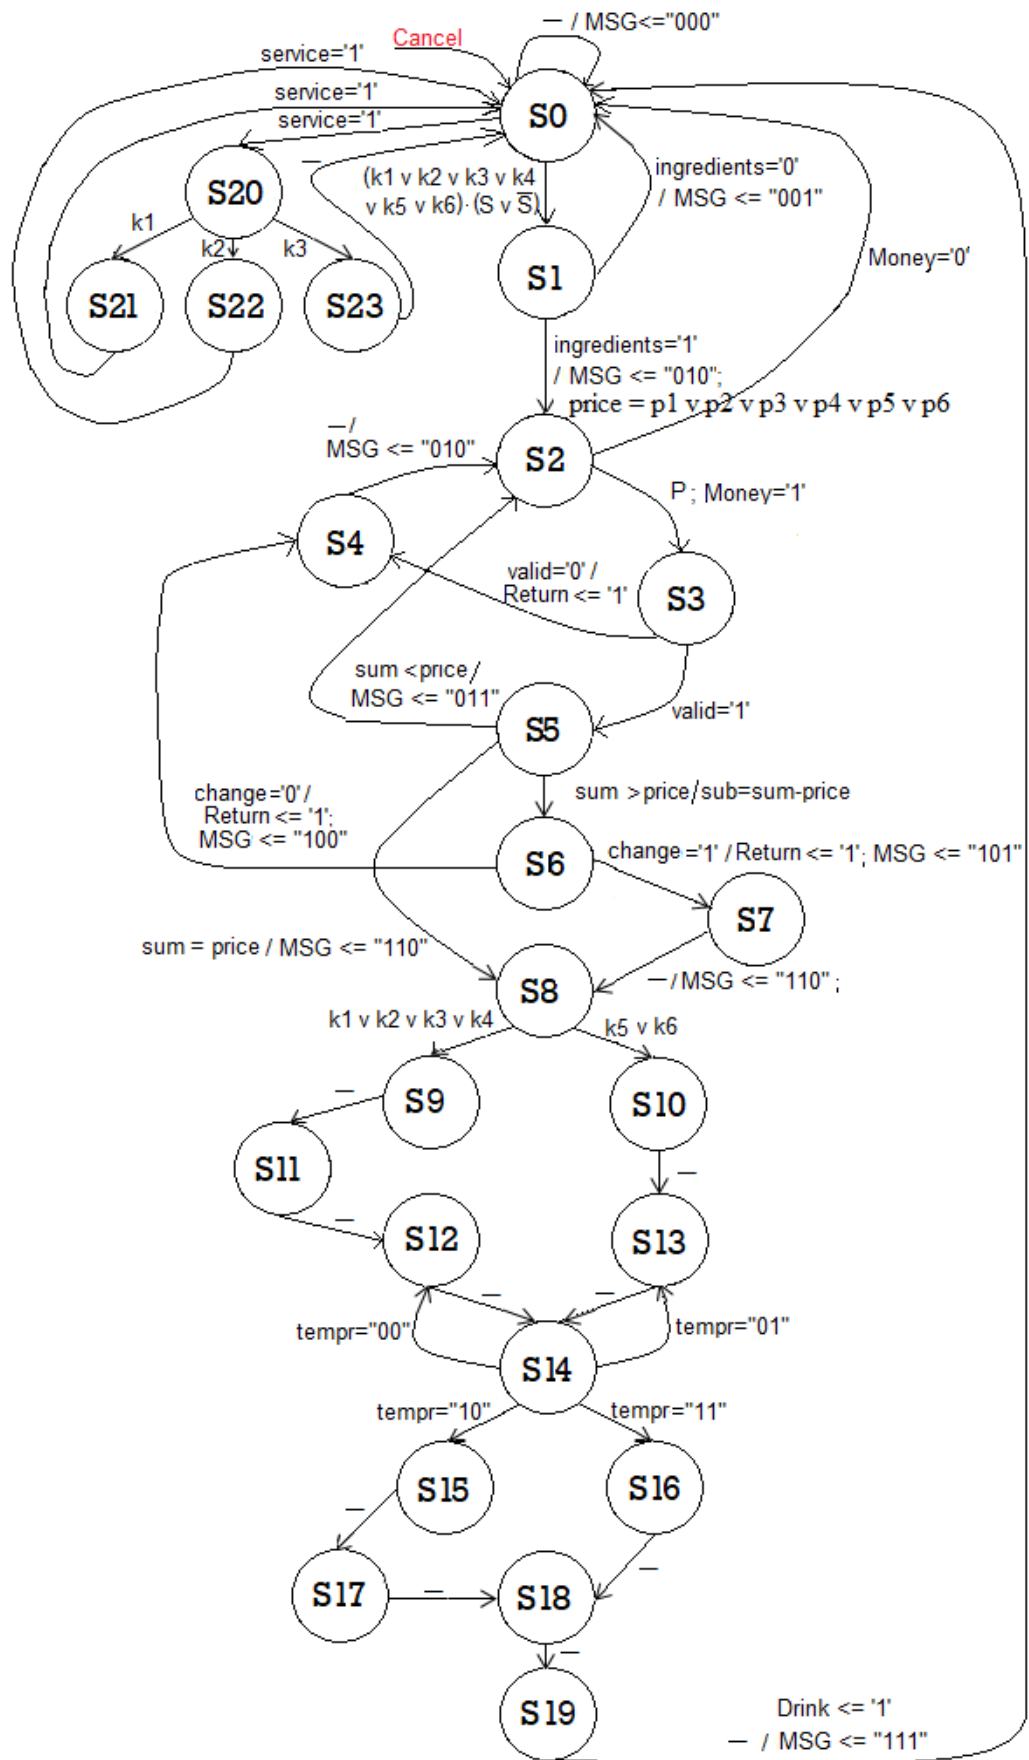 — / MSG<="000"
Cancel
service='1'
service='1'
service='1'
S0
—
(k1 v k2 v k3 v k4
v k5 v k6)·(S v S̅)
ingredients='0'
/ MSG <= "001"
S20
k1
k2
k3
S1
Money='0'
S21
S22
S23
ingredients='1'
/ MSG <= "010";
price = p1 v p2 v p3 v p4 v p5 v p6
—/
MSG <= "010"
S2
P; Money='1'
S4
valid='0' /
Return <= '1'
S3
sum <price/
MSG <= "011"
valid='1'
S5
sum >price/sub=sum-price
change='0' /
Return <= '1';
MSG <= "100"
S6
change='1' / Return <= '1'; MSG <= "101"
S7
sum = price / MSG <= "110"
S8
—/MSG <= "110" ;
k1 v k2 v k3 v k4
k5 v k6
S9
S10
—
S11
—
—
S12
S13
—
—
tempr="00"
tempr="01"
S14
tempr="10"
tempr="11"
S15
S16
—
—
S17
—
S18
—
S19
Drink <= '1'
— / MSG <= "111"